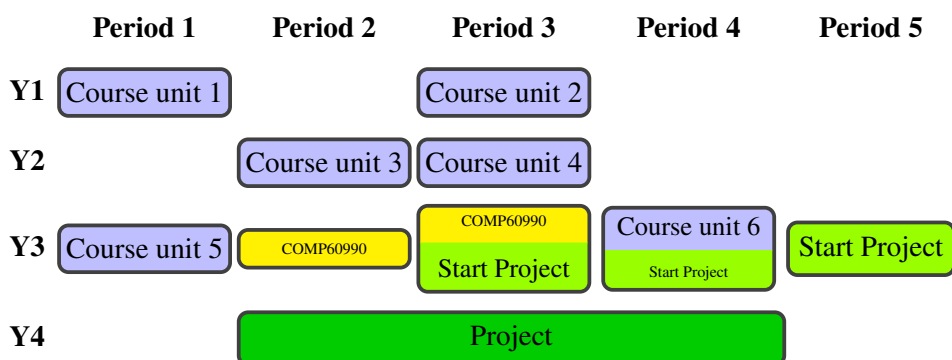 Period 1 Period 2 Period 3 Period 4 Period 5
Y1 Course unit 1 Course unit 2
Y2 Course unit 3 Course unit 4
COMP60990 Course unit 6
Y3 Course unit 5 COMP60990 Start Project
Start Project Start Project
Y4 Project